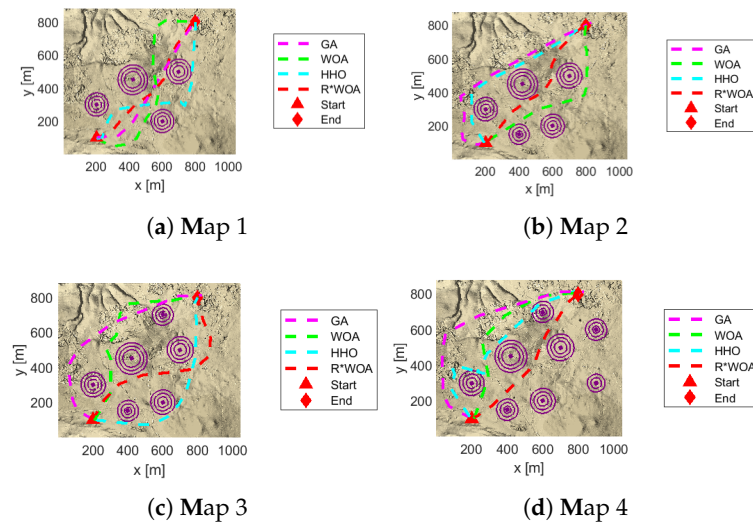 800
600
400
200
y [m]
200 400 600 800 1000
x [m]
GA
WOA
HHO
R*WOA
Start
End
(a) Map 1
800
600
400
200
y [m]
200 400 600 800 1000
x [m]
GA
WOA
HHO
R*WOA
Start
End
(b) Map 2
800
600
400
200
y [m]
200 400 600 800 1000
x [m]
GA
WOA
HHO
R*WOA
Start
End
(c) Map 3
800
600
400
200
y [m]
200 400 600 800 1000
x [m]
GA
WOA
HHO
R*WOA
Start
End
(d) Map 4